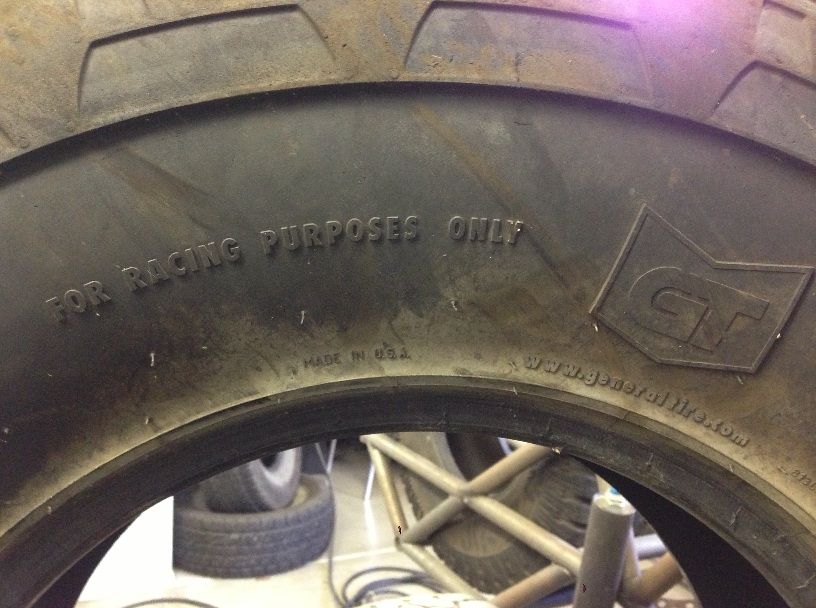 FOR RACING PURPOSES ONLY
GT
MADE IN U.S.A.
www.generaltire.com